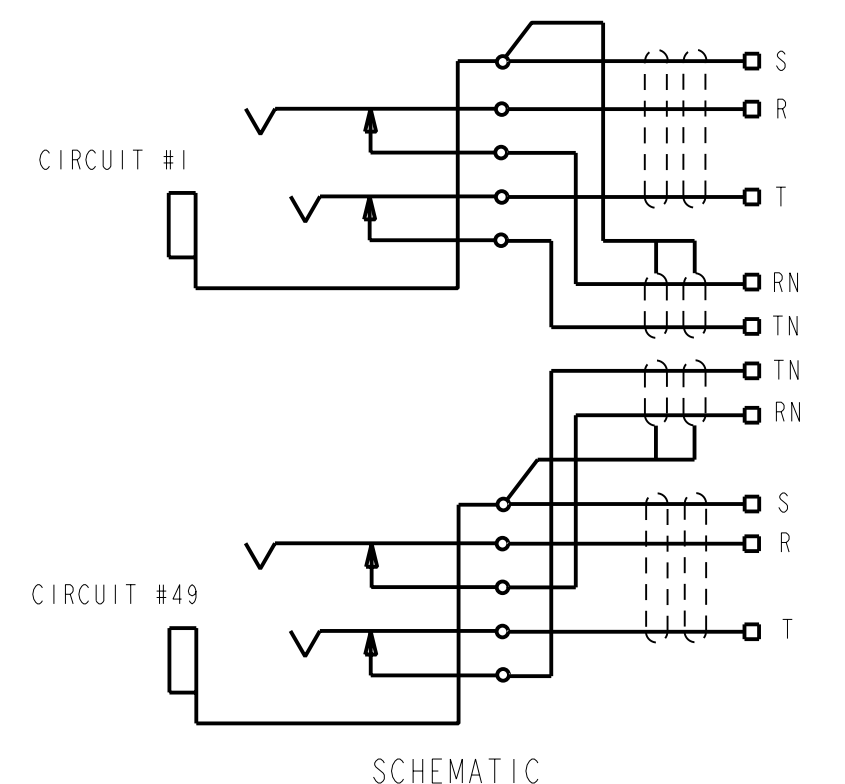 S
R
CIRCUIT #1
T
RN
TN
TN
RN
S
R
CIRCUIT #49
T
SCHEMATIC